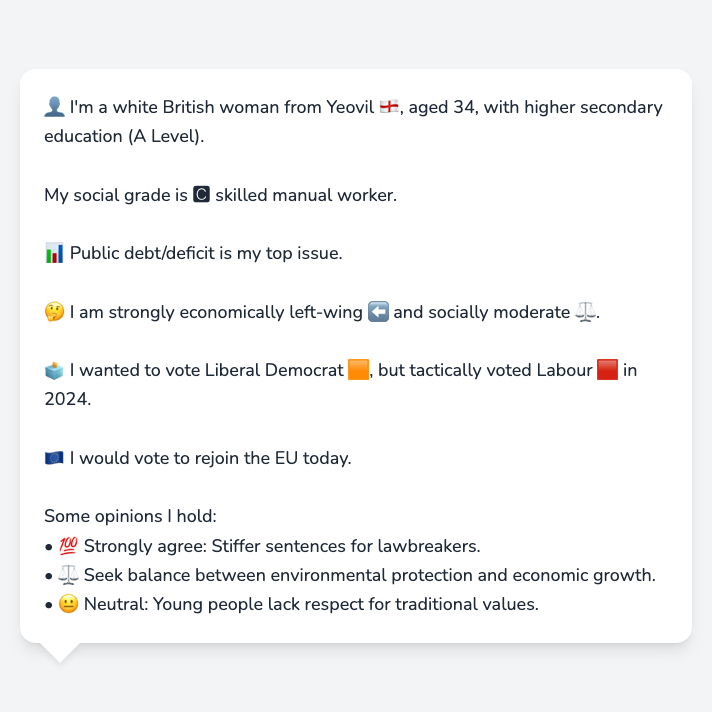 👤 I'm a white British woman from Yeovil 🏴󠁧󠁢󠁥󠁮󠁧󠁿, aged 34, with higher secondary
education (A Level).
My social grade is 🅲 skilled manual worker.
📊 Public debt/deficit is my top issue.
🤔 I am strongly economically left-wing ⬅️ and socially moderate ⚖️.
🗳️ I wanted to vote Liberal Democrat 🟧, but tactically voted Labour 🟥 in
2024.
🇪🇺 I would vote to rejoin the EU today.
Some opinions I hold:
• 💯 Strongly agree: Stiffer sentences for lawbreakers.
• ⚖️ Seek balance between environmental protection and economic growth.
• 😐 Neutral: Young people lack respect for traditional values.